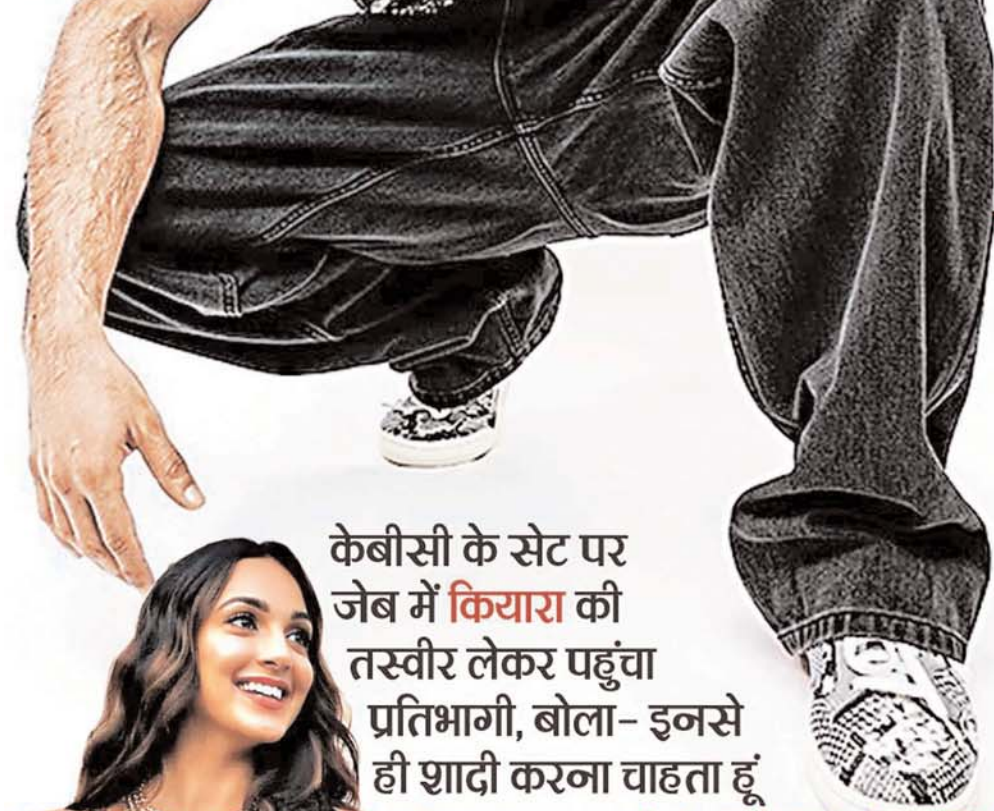 केबीसी के सेट पर
जेब में कियारा की
तस्वीर लेकर पहुंचा
प्रतिभागी, बोला- इनसे
ही शादी करना चाहता हूं